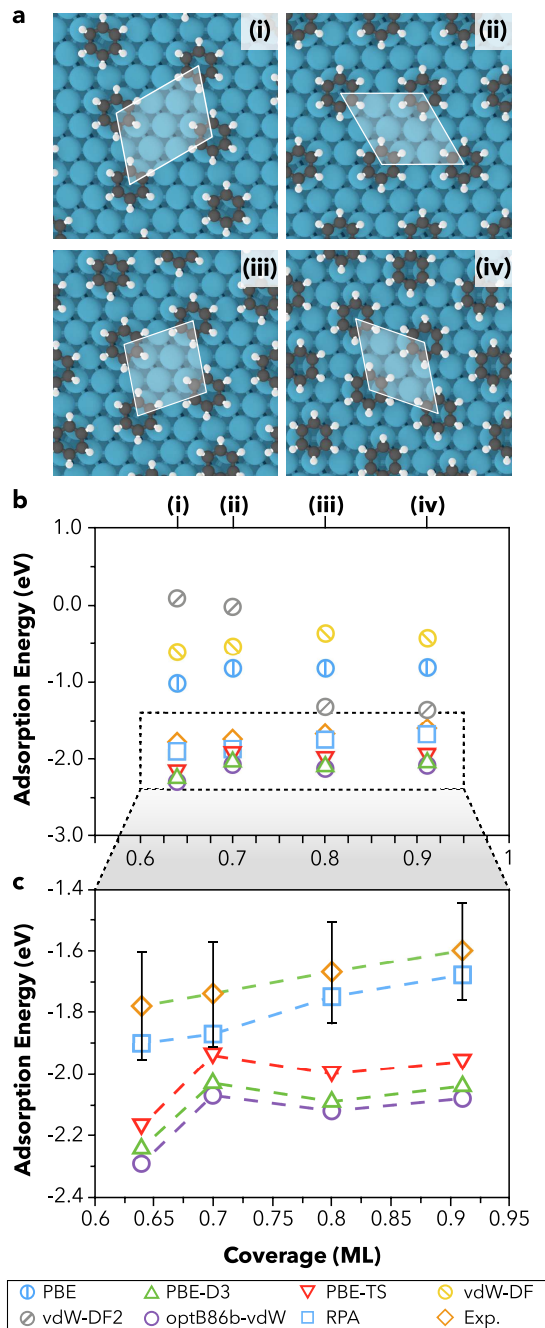 a
(i)
(ii)
(iii)
(iv)
b
(i) (ii) (iii) (iv)
Adsorption Energy (eV)
1.0
0.0
-1.0
-2.0
-3.0
0.6 0.7 0.8 0.9 1
c
Adsorption Energy (eV)
-1.4
-1.6
-1.8
-2.0
-2.2
-2.4
0.6 0.65 0.7 0.75 0.8 0.85 0.9 0.95
Coverage (ML)
PBE PBE-D3 PBE-TS vdW-DF
vdW-DF2 optB86b-vdW RPA Exp.